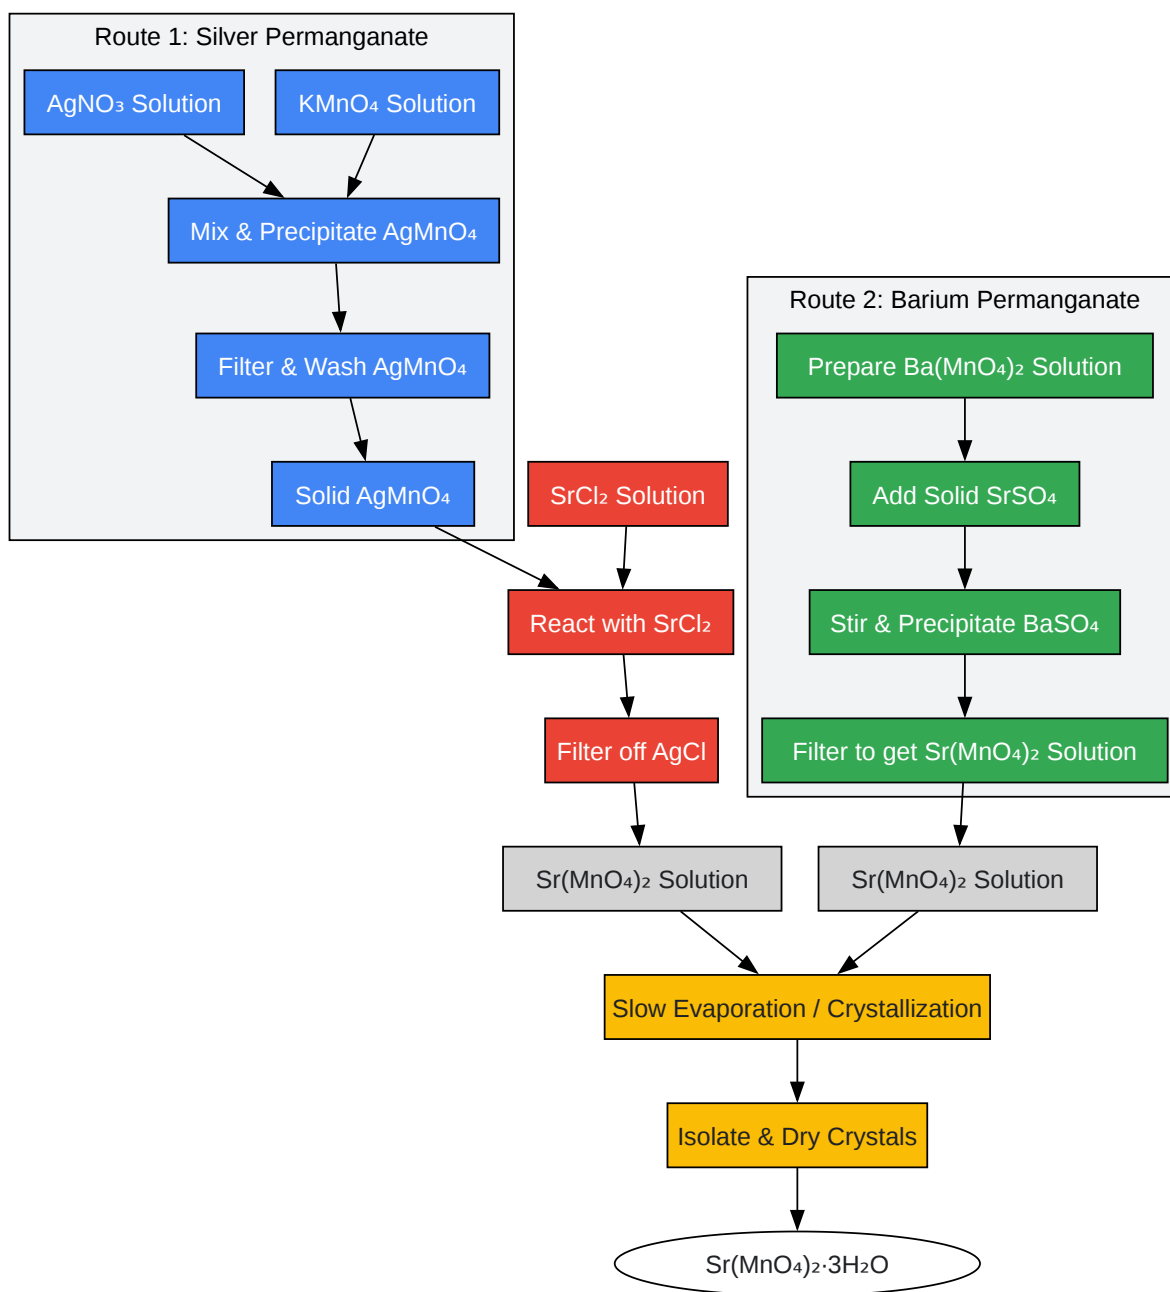 Route 1: Silver Permanganate
AgNO₃ Solution
KMnO₄ Solution
Mix & Precipitate AgMnO₄
Filter & Wash AgMnO₄
Solid AgMnO₄
SrCl₂ Solution
React with SrCl₂
Filter off AgCl
Sr(MnO₄)₂ Solution
Route 2: Barium Permanganate
Prepare Ba(MnO₄)₂ Solution
Add Solid SrSO₄
Stir & Precipitate BaSO₄
Filter to get Sr(MnO₄)₂ Solution
Sr(MnO₄)₂ Solution
Slow Evaporation / Crystallization
Isolate & Dry Crystals
Sr(MnO₄)₂·3H₂O